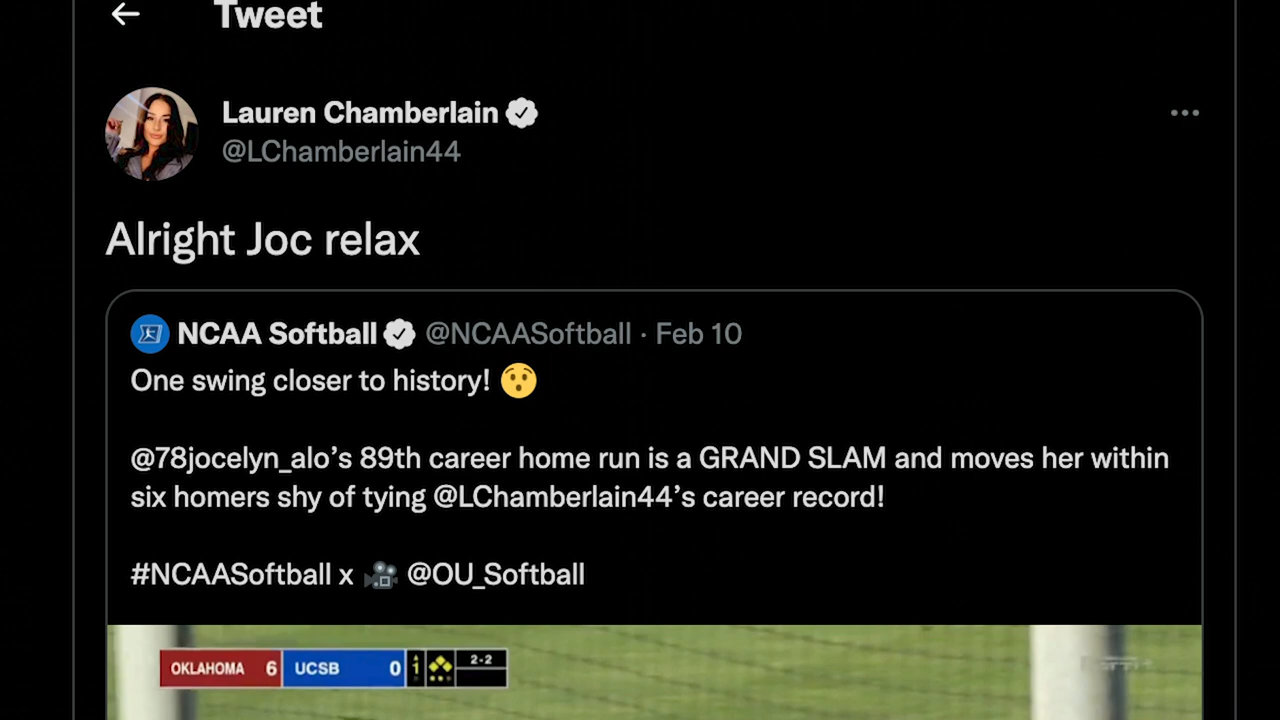 Tweet
Lauren Chamberlain
@LChamberlain44
Alright Joc relax
NCAA Softball @NCAASoftball · Feb 10
One swing closer to history! 😯
@78jocelyn_alo’s 89th career home run is a GRAND SLAM and moves her within
six homers shy of tying @LChamberlain44’s career record!
#NCAASoftball x 🎥 @OU_Softball
OKLAHOMA 6 UCSB 0 1 2-2